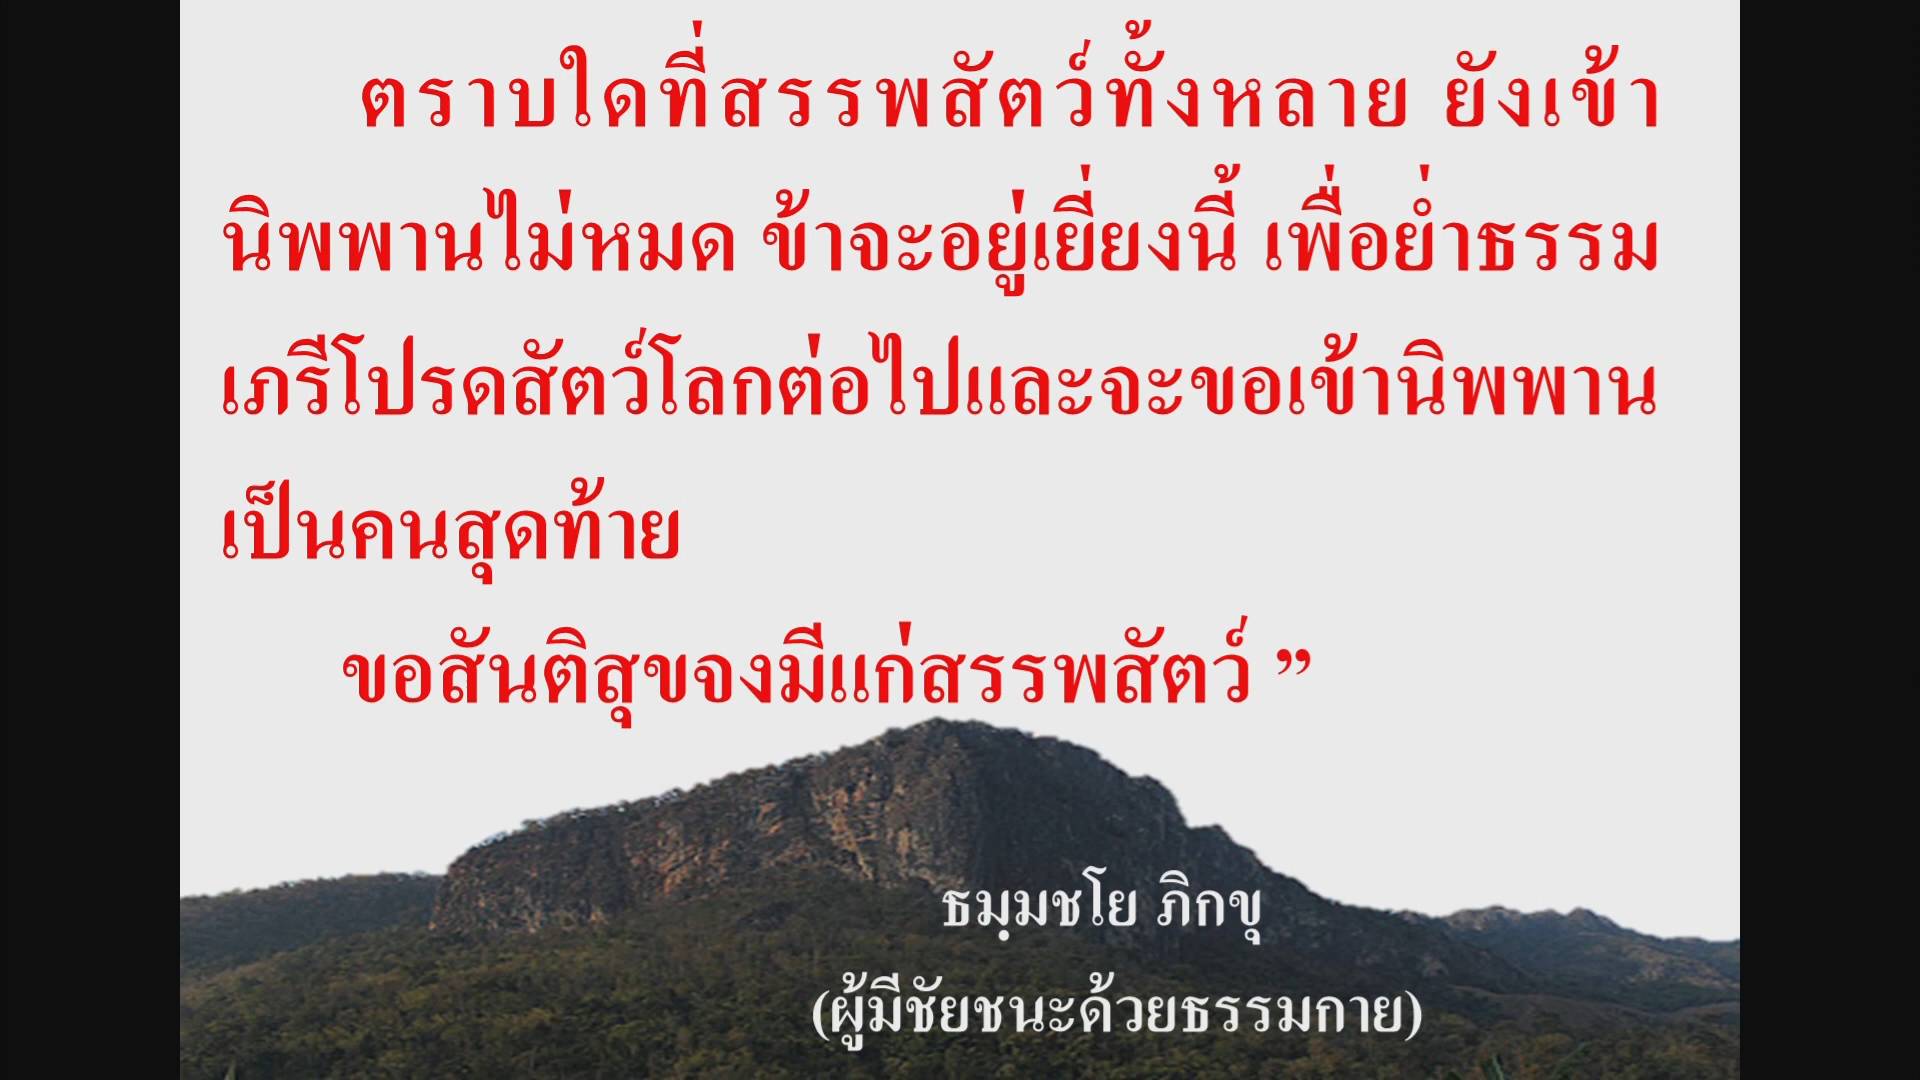 ตราบใดที่สรรพสัตว์ทั้งหลาย ยังเข้า
นิพพานไม่หมด ข้าจะอยู่เยี่ยงนี้ เพื่อย่ำธรรม
เภรีโปรดสัตว์โลกต่อไปและจะขอเข้านิพพาน
เป็นคนสุดท้าย
ขอสันติสุขจงมีแก่สรรพสัตว์ ”
ธมฺมชโย ภิกขุ
(ผู้มีชัยชนะด้วยธรรมกาย)